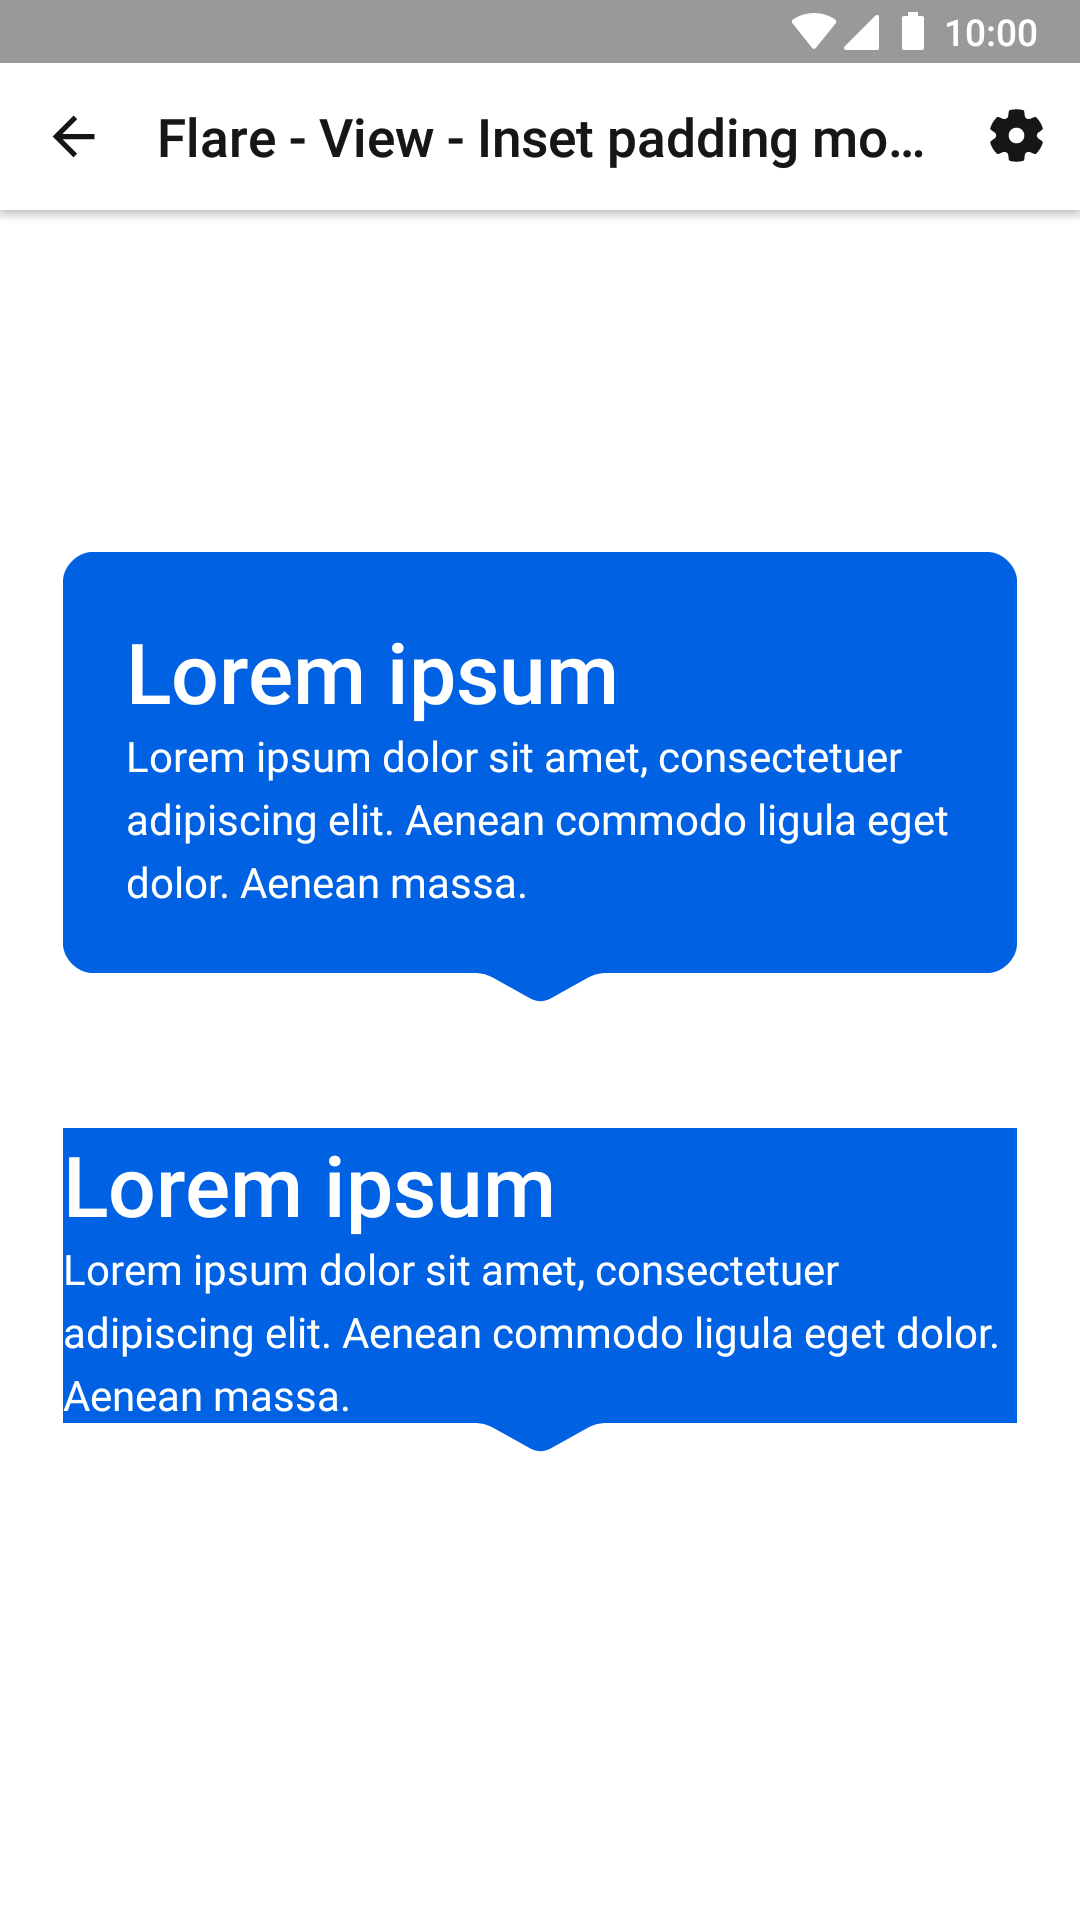 10:00
Flare - View - Inset padding mo…
Lorem ipsum
Lorem ipsum dolor sit amet, consectetuer
adipiscing elit. Aenean commodo ligula eget
dolor. Aenean massa.
Lorem ipsum
Lorem ipsum dolor sit amet, consectetuer
adipiscing elit. Aenean commodo ligula eget dolor.
Aenean massa.